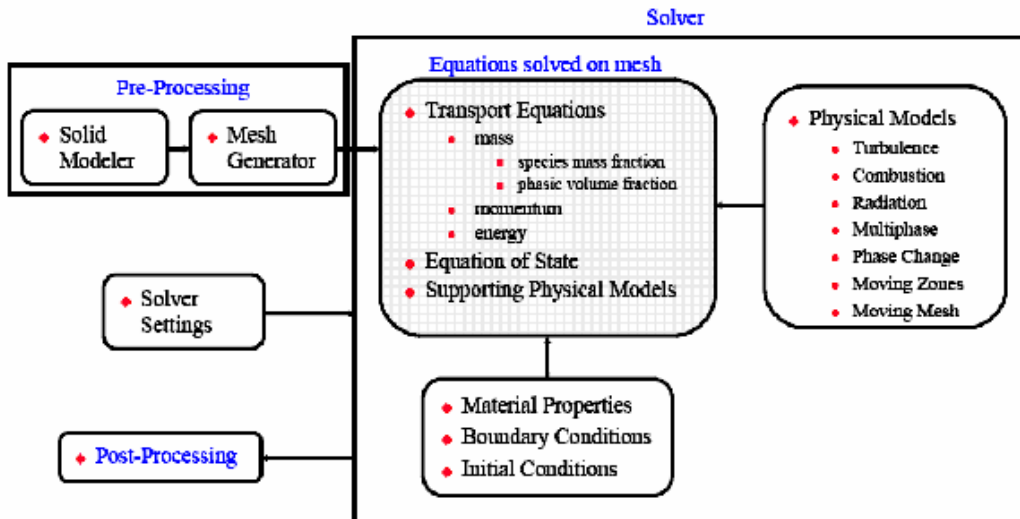 Solver
Pre-Processing
Solid
Modeler
Mesh
Generator
Equations solved on mesh
Transport Equations
mass
species mass fraction
phasic volume fraction
momentum
energy
Equation of State
Supporting Physical Models
Physical Models
Turbulence
Combustion
Radiation
Multiphase
Phase Change
Moving Zones
Moving Mesh
Solver
Settings
Material Properties
Boundary Conditions
Initial Conditions
Post-Processing